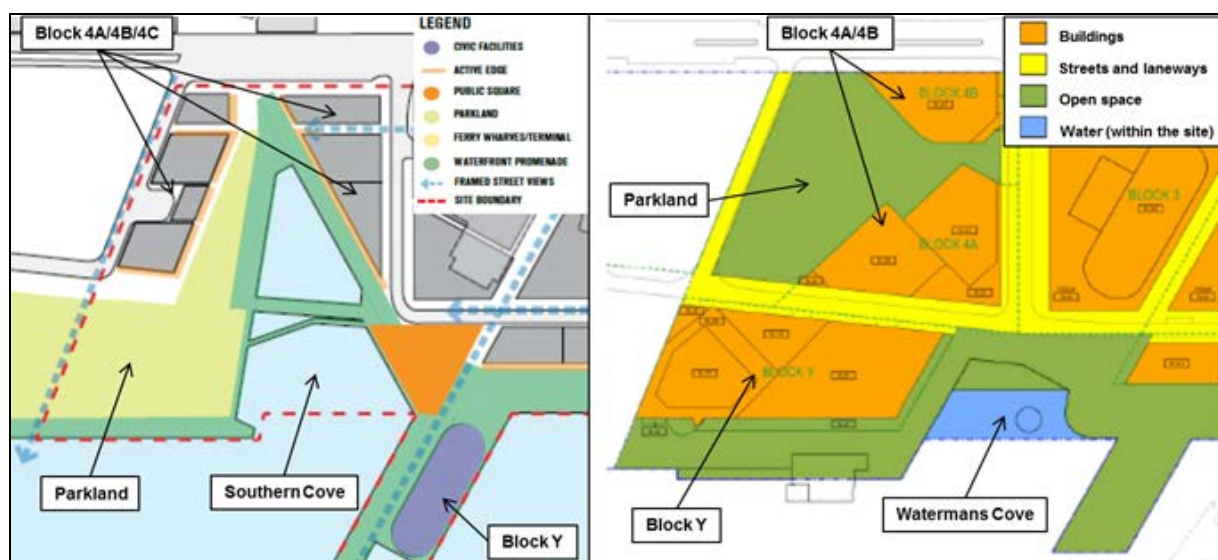 Block 4A/4B/4C
LEGEND
CIVIC FACILITIES
ACTIVE EDGE
PUBLIC SQUARE
PARKLAND
FERRY WHARVES/TERMINAL
WATERFRONT PROMENADE
FRAMED STREET VIEWS
SITE BOUNDARY
Parkland
Southern Cove
Block Y
Block 4A/4B
Buildings
Streets and laneways
Open space
Water (within the site)
BLOCK 4B
Parkland
BLOCK 4A
BLOCK 3
BLOCK Y
Block Y
Watermans Cove